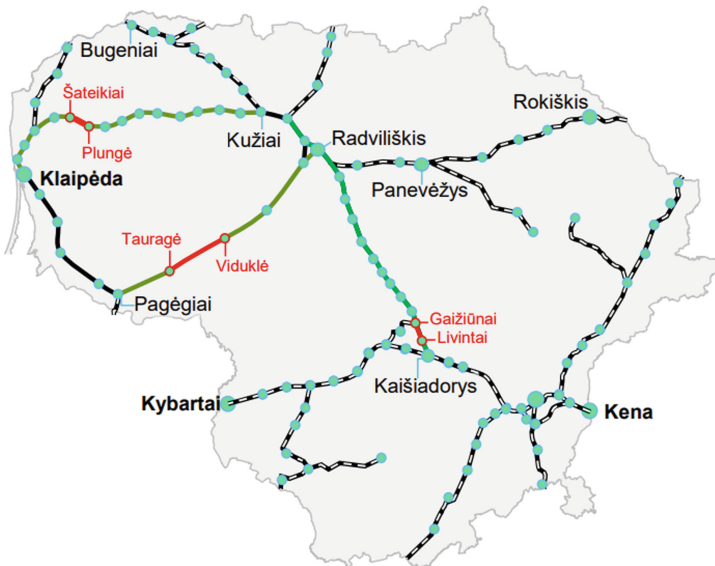 Bugeniai
Šateikiai
Rokiškis
Kužiai
Radviliškis
Plungė
Klaipėda
Panevėžys
Tauragė
Viduklė
Pagėgiai
Gaižiūnai
Livintai
Kaišiadorys
Kybartai
Kena